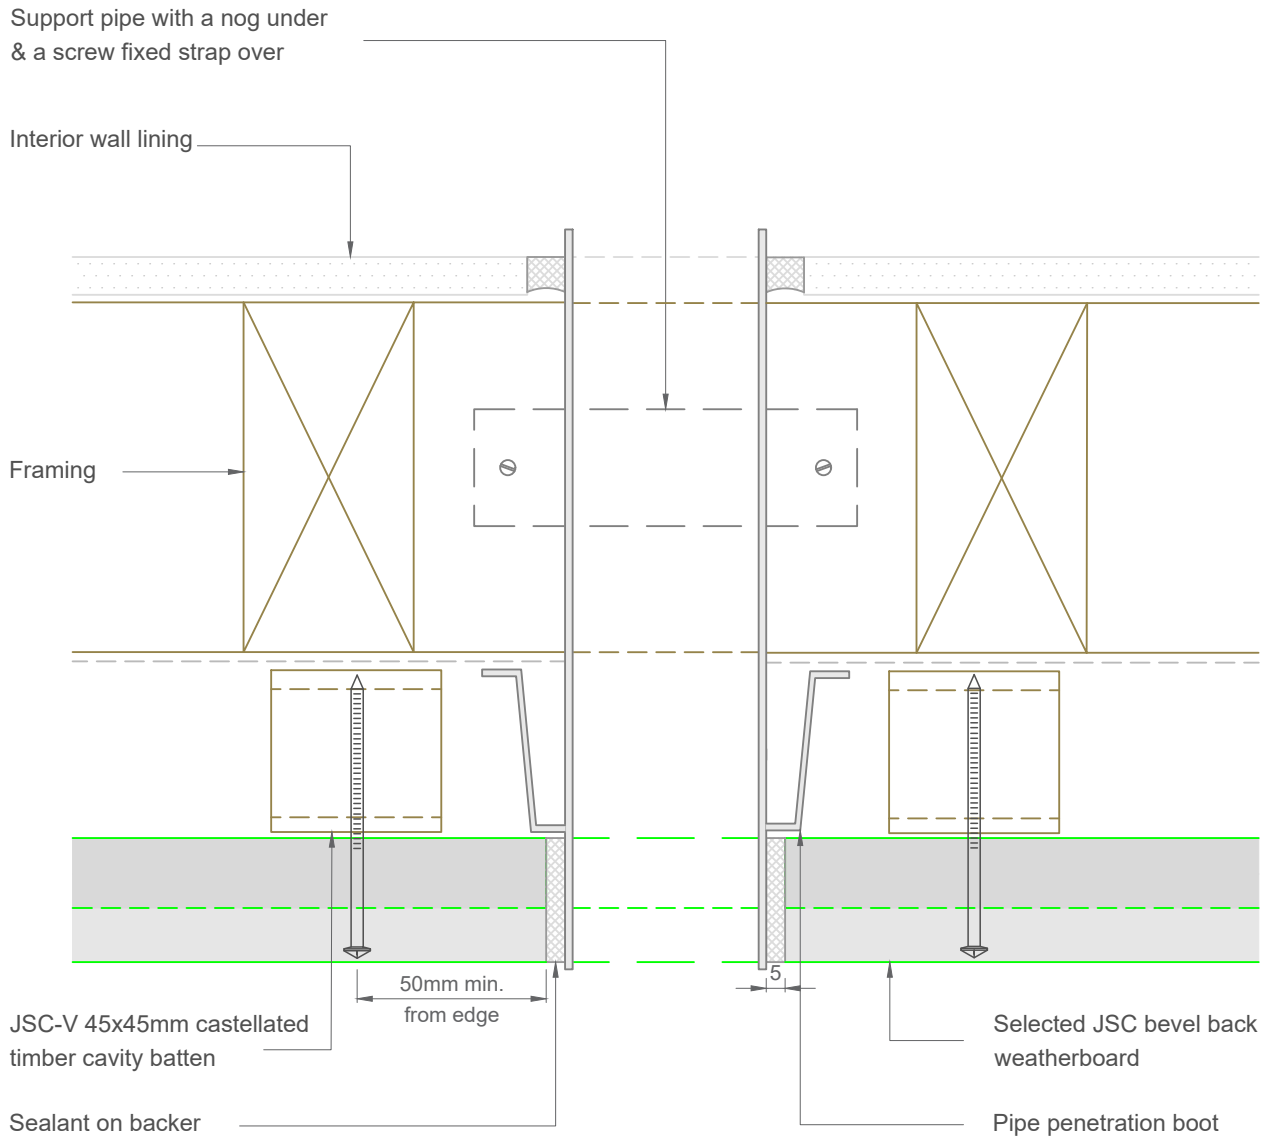 Support pipe with a nog under
& a screw fixed strap over
Interior wall lining
Framing
50mm min.
from edge
5
JSC-V 45x45mm castellated
timber cavity batten
Selected JSC bevel back
weatherboard
Sealant on backer
Pipe penetration boot